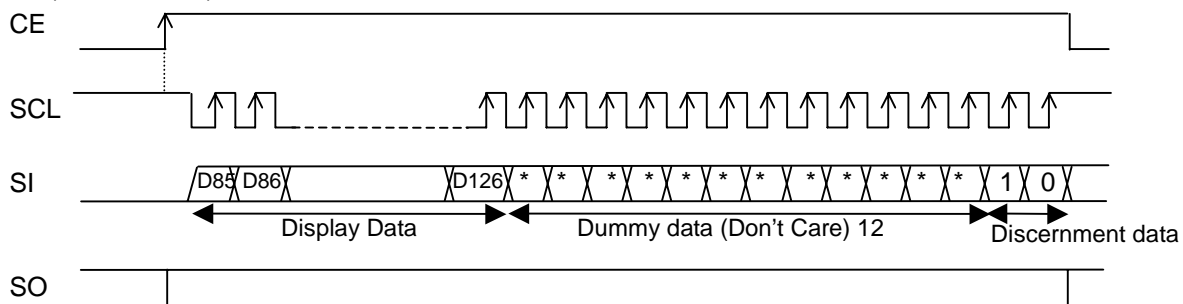 CE
SCL
SI D85 D86 D126 * * * * * * * * * * * * 1 0
Display Data Dummy data (Don't Care) 12 Discernment data
SO